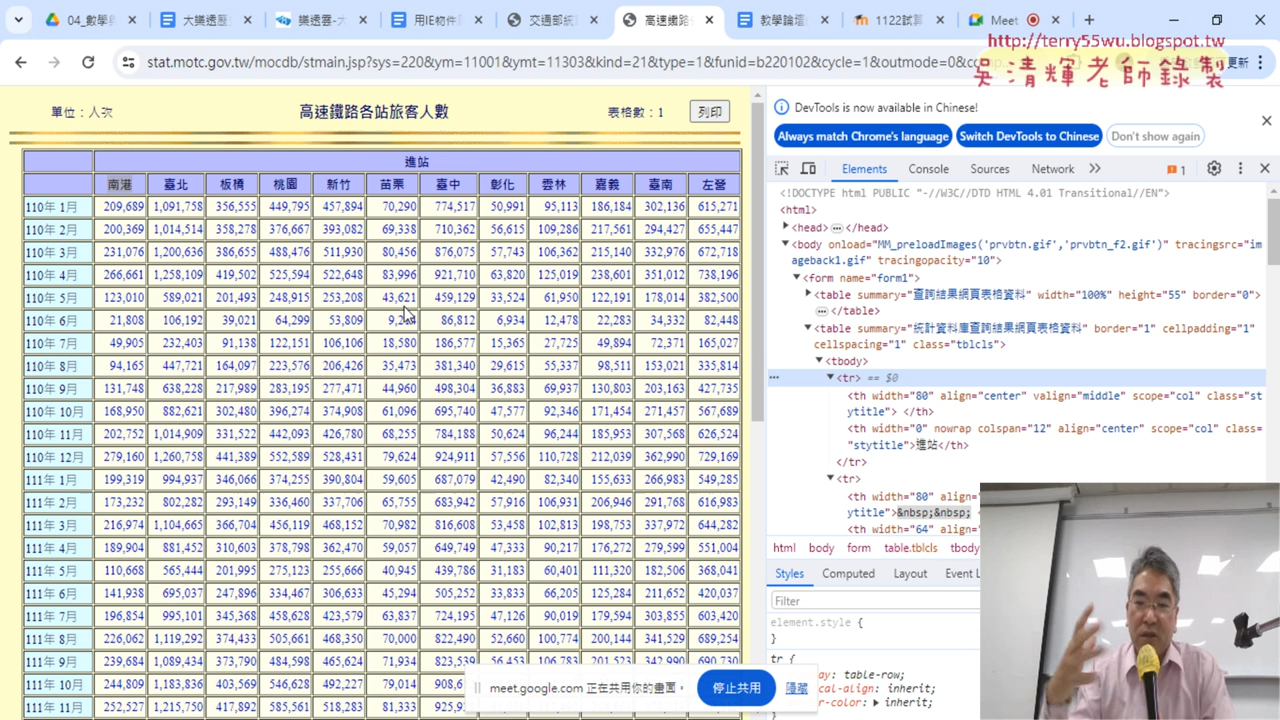 04_數學與
大樂透歷
樂透雲-大
用IE物件
交通部統
高速鐵路各
教學論壇
1122試算
Meet
http://terry55wu.blogspot.tw
吳清輝老師錄製
stat.motc.gov.tw/mocdb/stmain.jsp?sys=220&ym=11001&ymt=11303&kind=21&type=1&funid=b220102&cycle=1&outmode=0&
更新
單位：人次
高速鐵路各站旅客人數
表格數：1
列印
進站
南港 臺北 板橋 桃園 新竹 苗栗 臺中 彰化 雲林 嘉義 臺南 左營
110年 1月 209,689 1,091,758 356,555 449,795 457,894 70,290 774,517 50,991 95,113 186,184 302,136 615,271
110年 2月 200,369 1,014,514 358,278 376,667 393,082 69,338 710,362 56,615 109,286 217,561 294,427 655,447
110年 3月 231,076 1,200,636 386,655 488,476 511,930 80,456 876,075 57,743 106,362 215,140 332,976 672,718
110年 4月 266,661 1,258,109 419,502 525,594 522,648 83,996 921,710 63,820 125,019 238,601 351,012 738,196
110年 5月 123,010 589,021 201,493 248,915 253,208 43,621 459,129 33,524 61,950 122,191 178,014 382,500
110年 6月 21,808 106,192 39,021 64,299 53,809 86,812 6,934 12,478 22,283 34,332 82,448
110年 7月 49,905 232,403 91,138 122,151 106,106 18,580 186,577 15,365 27,725 49,894 72,371 165,027
110年 8月 94,165 447,721 164,097 223,576 206,426 35,473 381,340 29,615 55,337 98,511 153,021 335,814
110年 9月 131,748 638,228 217,989 283,195 277,471 44,960 498,304 36,883 69,937 130,803 203,163 427,735
110年 10月 168,950 882,621 302,480 396,274 374,908 61,096 695,740 47,577 92,346 171,454 271,457 567,689
110年 11月 202,752 1,014,909 331,522 442,093 426,780 68,255 784,188 50,624 96,244 185,953 307,568 626,524
110年 12月 279,160 1,260,758 441,389 552,589 528,431 79,624 924,911 57,556 110,728 212,039 362,990 729,169
111年 1月 199,319 994,937 346,066 374,255 390,804 59,605 687,079 42,490 82,340 155,633 266,983 549,285
111年 2月 173,232 802,282 293,149 336,460 337,706 65,755 683,942 57,916 106,931 206,946 291,768 616,983
111年 3月 216,974 1,104,665 366,704 456,119 468,152 70,982 816,608 53,458 102,813 198,753 337,972 644,282
111年 4月 189,904 881,452 310,603 378,798 362,470 59,057 649,749 47,333 90,217 176,272 279,599 551,004
111年 5月 110,668 565,444 201,995 275,123 255,666 40,945 439,786 31,183 60,401 111,320 182,506 368,041
111年 6月 141,938 695,037 247,896 334,467 306,633 45,294 505,252 33,833 66,205 125,284 211,652 420,037
111年 7月 196,854 995,101 345,368 458,628 423,579 63,837 724,195 47,126 90,019 179,594 303,855 603,420
111年 8月 226,062 1,119,292 374,433 505,661 468,350 70,000 822,490 52,660 100,774 200,144 341,529 689,254
111年 9月 239,684 1,089,434 373,790 484,598 465,624 71,934 823,539 56,453 106,783 201,523 342,990 690,730
111年 10月 244,809 1,183,836 403,569 546,628 492,227 79,014 908,6
111年 11月 252,527 1,215,750 417,892 585,561 518,283 81,333 925,9
meet.google.com 正在共用你的畫面。
停止共用
隱藏
DevTools is now available in Chinese!
Always match Chrome's language
Switch DevTools to Chinese
Don't show again
Elements Console Sources Network
1
<!DOCTYPE html PUBLIC "-//W3C//DTD HTML 4.01 Transitional//EN">
<html>
<head> </head>
<body onload="MM_preloadImages('prvbtn.gif','prvbtn_f2.gif')" tracingsrc="im
ageback1.gif" tracingopacity="10">
<form name="form1">
<table summary="查詢結果網頁表格資料" width="100%" height="55" border="0">
</table>
<table summary="統計資料庫查詢結果網頁表格資料" border="1" cellpadding="1"
cellspacing="1" class="tblcls">
<tbody>
<tr> == $0
<th width="80" align="center" valign="middle" scope="col" class="st
ytitle"> </th>
<th width="0" nowrap colspan="12" align="center" scope="col" class=
"stytitle">進站</th>
</tr>
<tr>
<th width="80" align=
ytitle">&nbsp;&nbsp;
<th width="64" align=
html body form table.tblcls tbody
Styles Computed Layout Event L
Filter
element.style {
}
tr {
ay: table-row;
cal-align: inherit;
r-color: inherit;
}